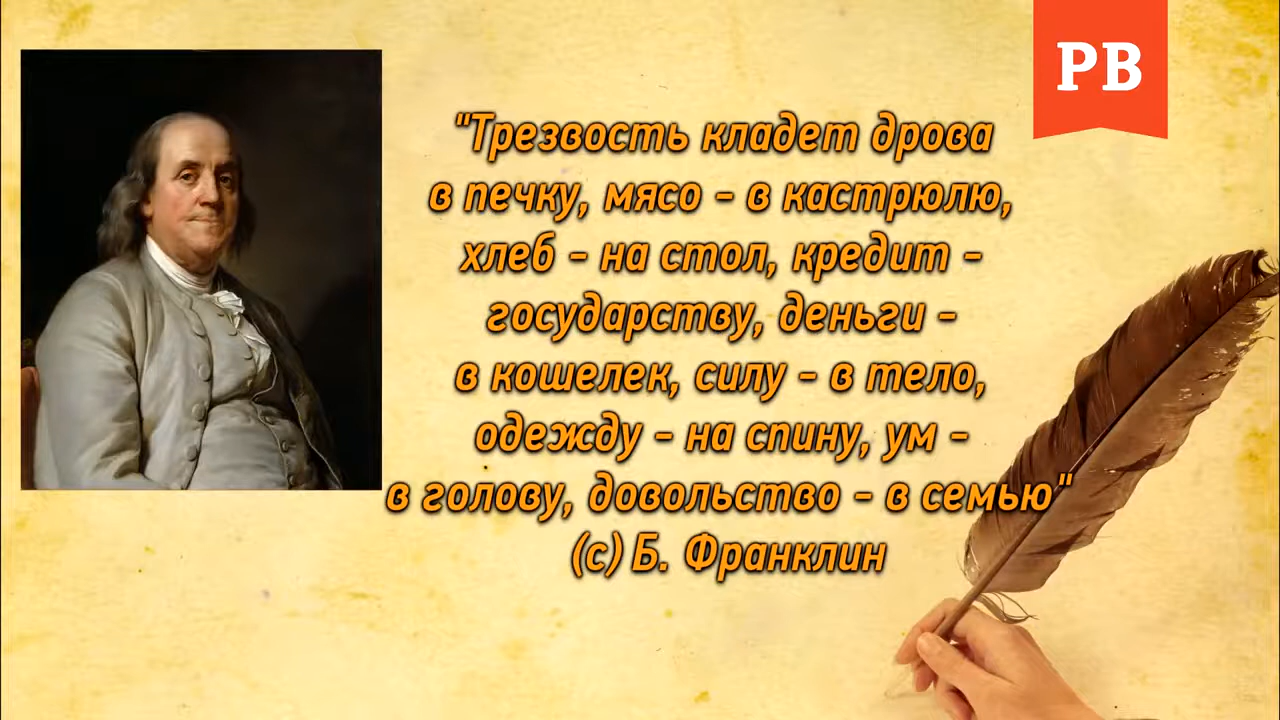 РВ
"Трезвость кладет дрова
в печку, мясо - в кастрюлю,
хлеб - на стол, кредит -
государству, деньги -
в кошелек, силу - в тело,
одежду - на спину, ум -
в голову, довольство - в семью"
(с) Б. Франклин